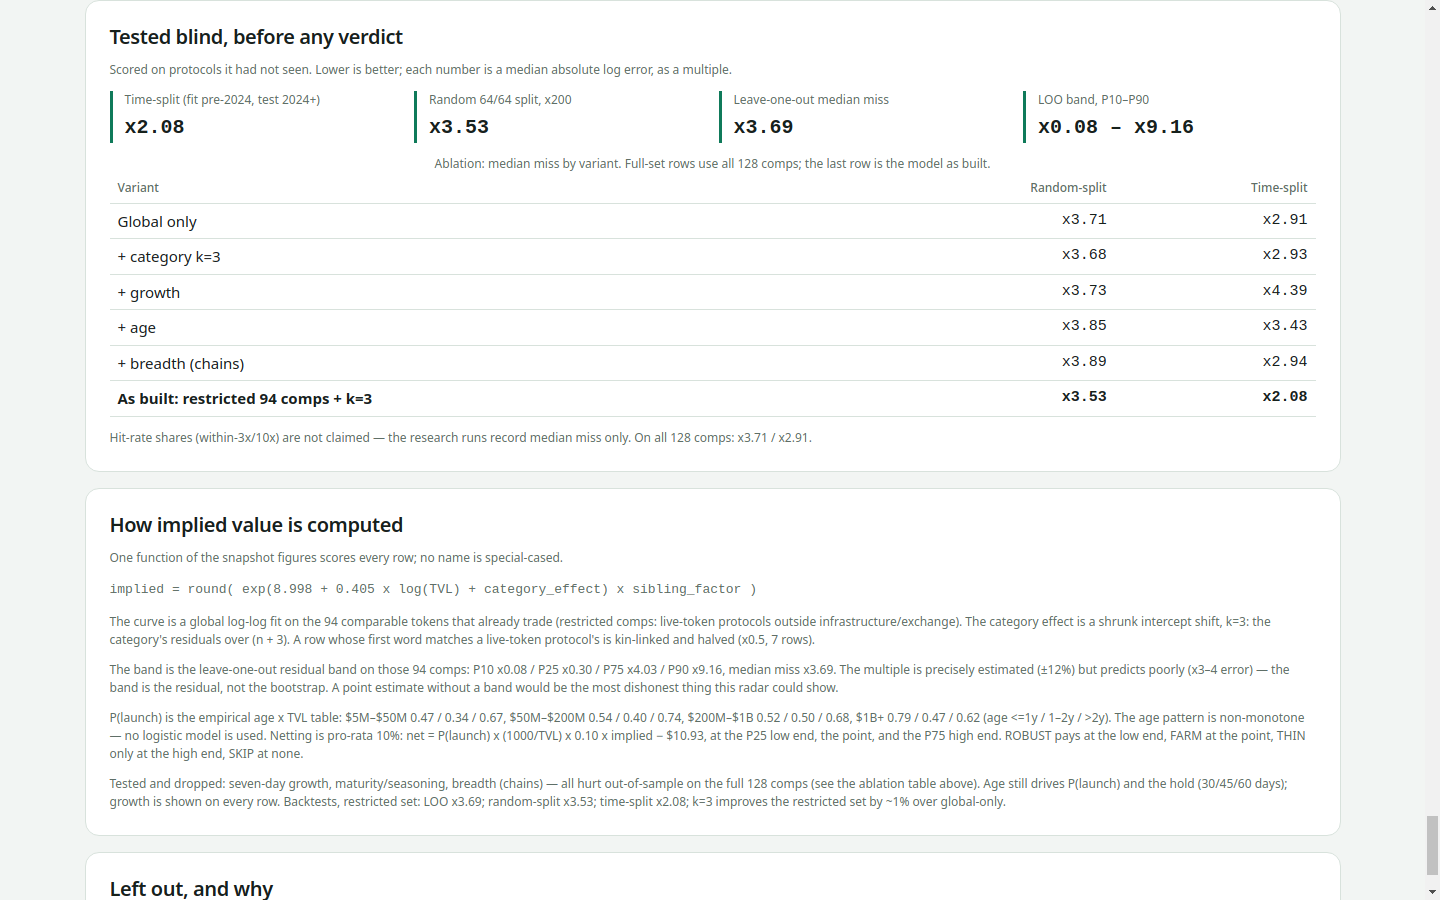 Tested blind, before any verdict
Scored on protocols it had not seen. Lower is better; each number is a median absolute log error, as a multiple.
Time-split (fit pre-2024, test 2024+)
x2.08
Random 64/64 split, x200
x3.53
Leave-one-out median miss
x3.69
LOO band, P10–P90
x0.08 – x9.16
Ablation: median miss by variant. Full-set rows use all 128 comps; the last row is the model as built.
Variant Random-split Time-split
Global only x3.71 x2.91
+ category k=3 x3.68 x2.93
+ growth x3.73 x4.39
+ age x3.85 x3.43
+ breadth (chains) x3.89 x2.94
As built: restricted 94 comps + k=3 x3.53 x2.08
Hit-rate shares (within-3x/10x) are not claimed — the research runs record median miss only. On all 128 comps: x3.71 / x2.91.
How implied value is computed
One function of the snapshot figures scores every row; no name is special-cased.
implied = round( exp(8.998 + 0.405 x log(TVL) + category_effect) x sibling_factor )
The curve is a global log-log fit on the 94 comparable tokens that already trade (restricted comps: live-token protocols outside infrastructure/exchange). The category effect is a shrunk intercept shift, k=3: the
category's residuals over (n + 3). A row whose first word matches a live-token protocol's is kin-linked and halved (x0.5, 7 rows).
The band is the leave-one-out residual band on those 94 comps: P10 x0.08 / P25 x0.30 / P75 x4.03 / P90 x9.16, median miss x3.69. The multiple is precisely estimated (±12%) but predicts poorly (x3–4 error) — the
band is the residual, not the bootstrap. A point estimate without a band would be the most dishonest thing this radar could show.
P(launch) is the empirical age x TVL table: $5M–$50M 0.47 / 0.34 / 0.67, $50M–$200M 0.54 / 0.40 / 0.74, $200M–$1B 0.52 / 0.50 / 0.68, $1B+ 0.79 / 0.47 / 0.62 (age <=1y / 1–2y / >2y). The age pattern is non-monotone
— no logistic model is used. Netting is pro-rata 10%: net = P(launch) x (1000/TVL) x 0.10 x implied − $10.93, at the P25 low end, the point, and the P75 high end. ROBUST pays at the low end, FARM at the point, THIN
only at the high end, SKIP at none.
Tested and dropped: seven-day growth, maturity/seasoning, breadth (chains) — all hurt out-of-sample on the full 128 comps (see the ablation table above). Age still drives P(launch) and the hold (30/45/60 days);
growth is shown on every row. Backtests, restricted set: LOO x3.69; random-split x3.53; time-split x2.08; k=3 improves the restricted set by ~1% over global-only.
Left out, and why